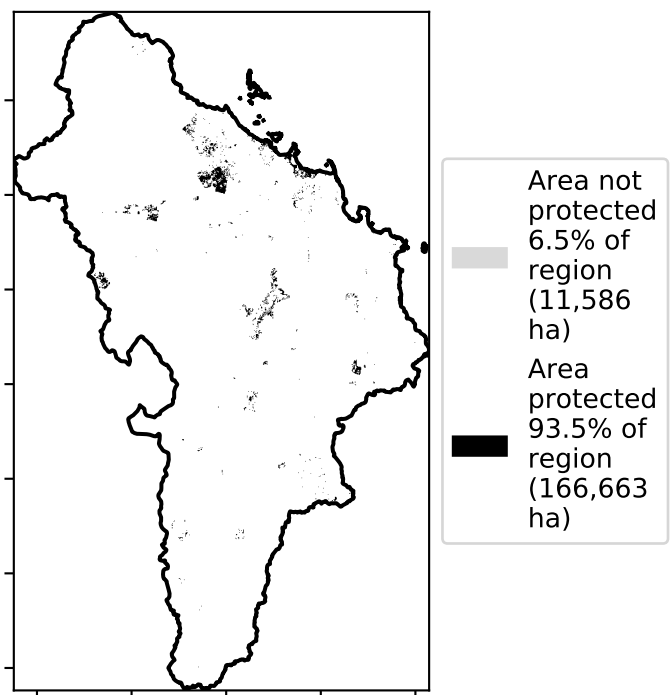 Area not
protected
6.5% of
region
(11,586
ha)
Area
protected
93.5% of
region
(166,663
ha)